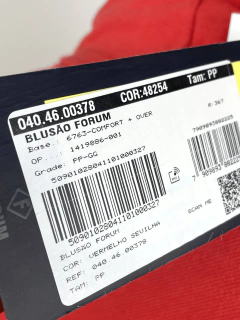 040.46.00378 COR:48254 Tam: PP
BLUSÃO FORUM
Base. 6763-COMFORT + OVER
OP : 1419886-001
Grade: PP-GG
50901028041101000327
50901028041101000327
BLUSÃO FORUM
COR: VERMELHO SEVILHA
REF: 040.46.00378
TAM: PP
R:367
SCAN ME